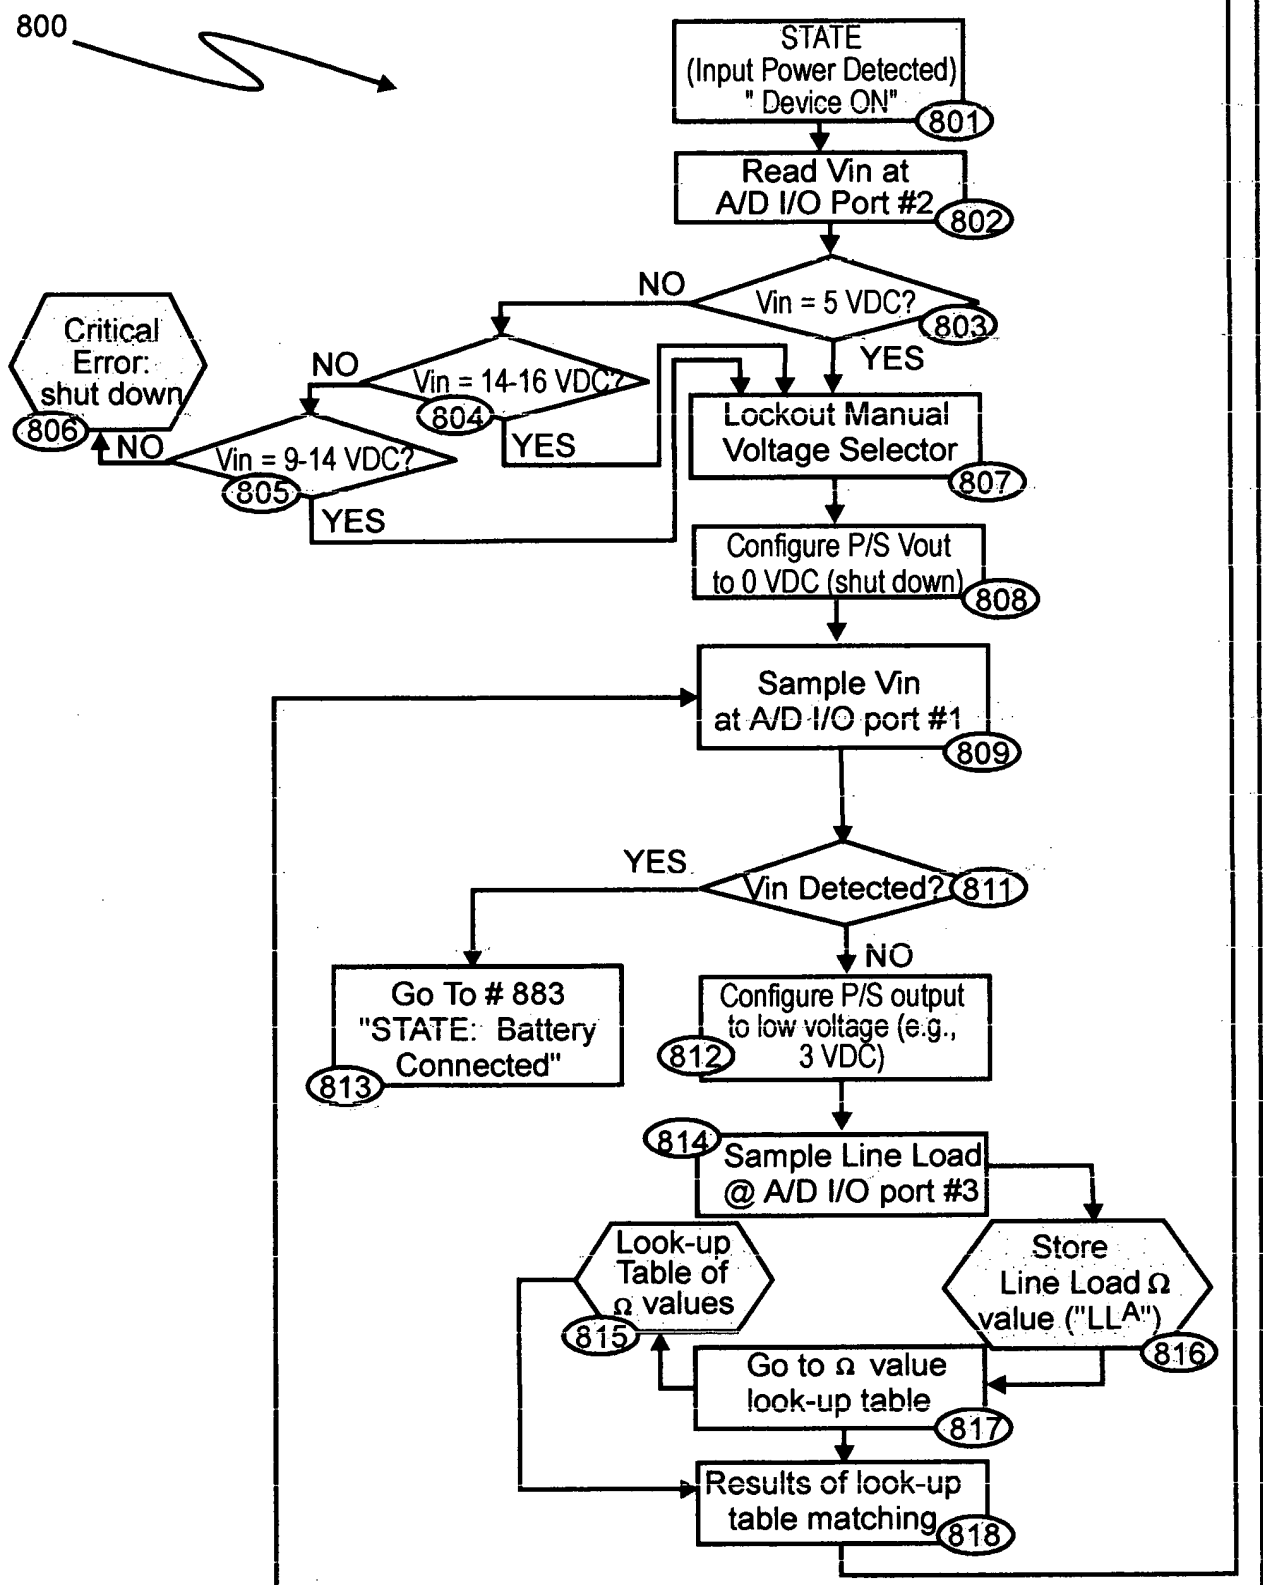 800
STATE
(Input Power Detected)
" Device ON"
801
Read Vin at
A/D I/O Port #2
802
NO
Vin = 5 VDC?
803
YES
Critical
Error:
shut down
806
NO
Vin = 14-16 VDC?
804
YES
NO
Vin = 9-14 VDC?
805
YES
Lockout Manual
Voltage Selector
807
Configure P/S Vout
to 0 VDC (shut down)
808
Sample Vin
at A/D I/O port #1
809
YES
Vin Detected?
811
NO
Go To # 883
"STATE: Battery
Connected"
813
Configure P/S output
to low voltage (e.g.,
3 VDC)
812
814
Sample Line Load
@ A/D I/O port #3
Look-up
Table of
Ω values
815
Store
Line Load Ω
value ("LLA")
816
Go to Ω value
look-up table
817
Results of look-up
table matching
818